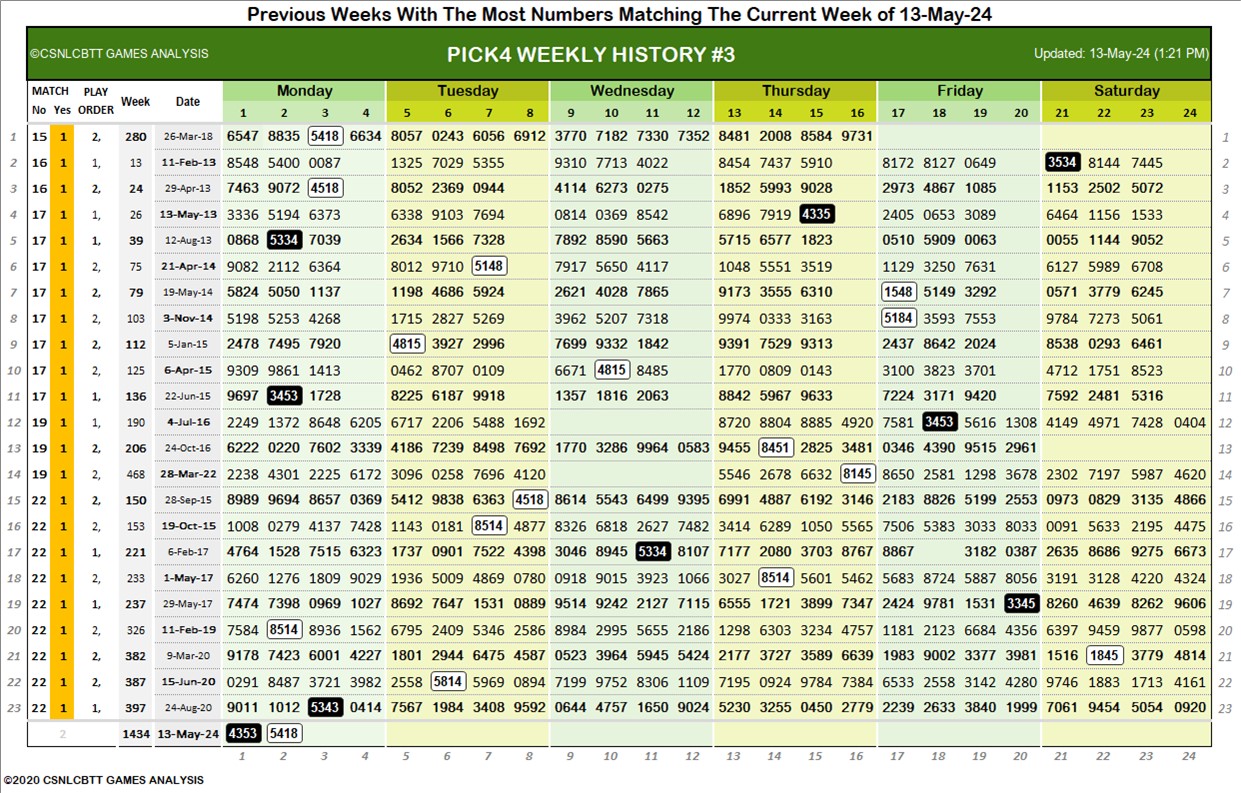 Previous Weeks With The Most Numbers Matching The Current Week of 13-May-24
©CSNLCBTT GAMES ANALYSIS PICK4 WEEKLY HISTORY #3 Updated: 13-May-24 (1:21 PM)
MATCH PLAY Week Date Monday Tuesday Wednesday Thursday Friday Saturday
No Yes ORDER 1 2 3 4 5 6 7 8 9 10 11 12 13 14 15 16 17 18 19 20 21 22 23 24
1 15 1 2, 280 26-Mar-18 6547 8835 5418 6634 8057 0243 6056 6912 3770 7182 7330 7352 8481 2008 8584 9731 1
2 16 1 1, 13 11-Feb-13 8548 5400 0087 1325 7029 5355 9310 7713 4022 8454 7437 5910 8172 8127 0649 3534 8144 7445 2
3 16 1 2, 24 29-Apr-13 7463 9072 4518 8052 2369 0944 4114 6273 0275 1852 5993 9028 2973 4867 1085 1153 2502 5072 3
4 17 1 1, 26 13-May-13 3336 5194 6373 6338 9103 7694 0814 0369 8542 6896 7919 4335 2405 0653 3089 6464 1156 1533 4
5 17 1 1, 39 12-Aug-13 0868 5334 7039 2634 1566 7328 7892 8590 5663 5715 6577 1823 0510 5909 0063 0055 1144 9052 5
6 17 1 2, 75 21-Apr-14 9082 2112 6364 8012 9710 5148 7917 5650 4117 1048 5551 3519 1129 3250 7631 6127 5989 6708 6
7 17 1 2, 79 19-May-14 5824 5050 1137 1198 4686 5924 2621 4028 7865 9173 3555 6310 1548 5149 3292 0571 3779 6245 7
8 17 1 2, 103 3-Nov-14 5198 5253 4268 1715 2827 5269 3962 5207 7318 9974 0333 3163 5184 3593 7553 9784 7273 5061 8
9 17 1 2, 112 5-Jan-15 2478 7495 7920 4815 3927 2996 7699 9332 1842 9391 7529 9313 2437 8642 2024 8538 0293 6461 9
10 17 1 2, 125 6-Apr-15 9309 9861 1413 0462 8707 0109 6671 4815 8485 1770 0809 0143 3100 3823 3701 4712 1751 8523 10
11 17 1 1, 136 22-Jun-15 9697 3453 1728 8225 6187 9918 1357 1816 2063 8842 5967 9633 7224 3171 9420 7592 2481 5316 11
12 19 1 1, 190 4-Jul-16 2249 1372 8648 6205 6717 2206 5488 1692 8720 8804 8885 4920 7581 3453 5616 1308 4149 4971 7428 0404 12
13 19 1 2, 206 24-Oct-16 6222 0220 7602 3339 4186 7239 8498 7692 1770 3286 9964 0583 9455 8451 2825 3481 0346 4390 9515 2961 13
14 19 1 2, 468 28-Mar-22 2238 4301 2225 6172 3096 0258 7696 4120 5546 2678 6632 8145 8650 2581 1298 3678 2302 7197 5987 4620 14
15 22 1 2, 150 28-Sep-15 8989 9694 8657 0369 5412 9838 6363 4518 8614 5543 6499 9395 6991 4887 6192 3146 2183 8826 5199 2553 0973 0829 3135 4866 15
16 22 1 2, 153 19-Oct-15 1008 0279 4137 7428 1143 0181 8514 4877 8326 6818 2627 7482 3414 6289 1050 5565 7506 5383 3033 8033 0091 5633 2195 4475 16
17 22 1 1, 221 6-Feb-17 4764 1528 7515 6323 1737 0901 7522 4398 3046 8945 5334 8107 7177 2080 3703 8767 8867 3182 0387 2635 8686 9275 6673 17
18 22 1 2, 233 1-May-17 6260 1276 1809 9029 1936 5009 4869 0780 0918 9015 3923 1066 3027 8514 5601 5462 5683 8724 5887 8056 3191 3128 4220 4324 18
19 22 1 1, 237 29-May-17 7474 7398 0969 1027 8692 7647 1531 0889 9514 9242 2127 7115 6555 1721 3899 7347 2424 9781 1531 3345 8260 4639 8262 9606 19
20 22 1 2, 326 11-Feb-19 7584 8514 8936 1562 6795 2409 5346 2586 8984 2995 5655 2186 1298 6303 3234 4757 1181 2123 6684 4356 6397 9459 9877 0598 20
21 22 1 2, 382 9-Mar-20 9178 7423 6001 4227 1801 2944 6475 4587 0523 3964 5945 5424 2177 3727 3589 6639 1983 9002 3377 3981 1516 1845 3779 4814 21
22 22 1 2, 387 15-Jun-20 0291 8487 3721 3982 2558 5814 5969 0894 7199 9752 8306 1109 7195 0924 9784 7384 6533 2558 3142 4280 9746 1883 1713 4161 22
23 22 1 1, 397 24-Aug-20 9011 1012 5343 0414 7567 1984 3408 9592 0644 4757 1650 9024 5230 3255 0450 2779 2239 2633 3840 1999 7061 9454 5054 0920 23
2 1434 13-May-24 4353 5418
1 2 3 4 5 6 7 8 9 10 11 12 13 14 15 16 17 18 19 20 21 22 23 24
©2020 CSNLCBTT GAMES ANALYSIS